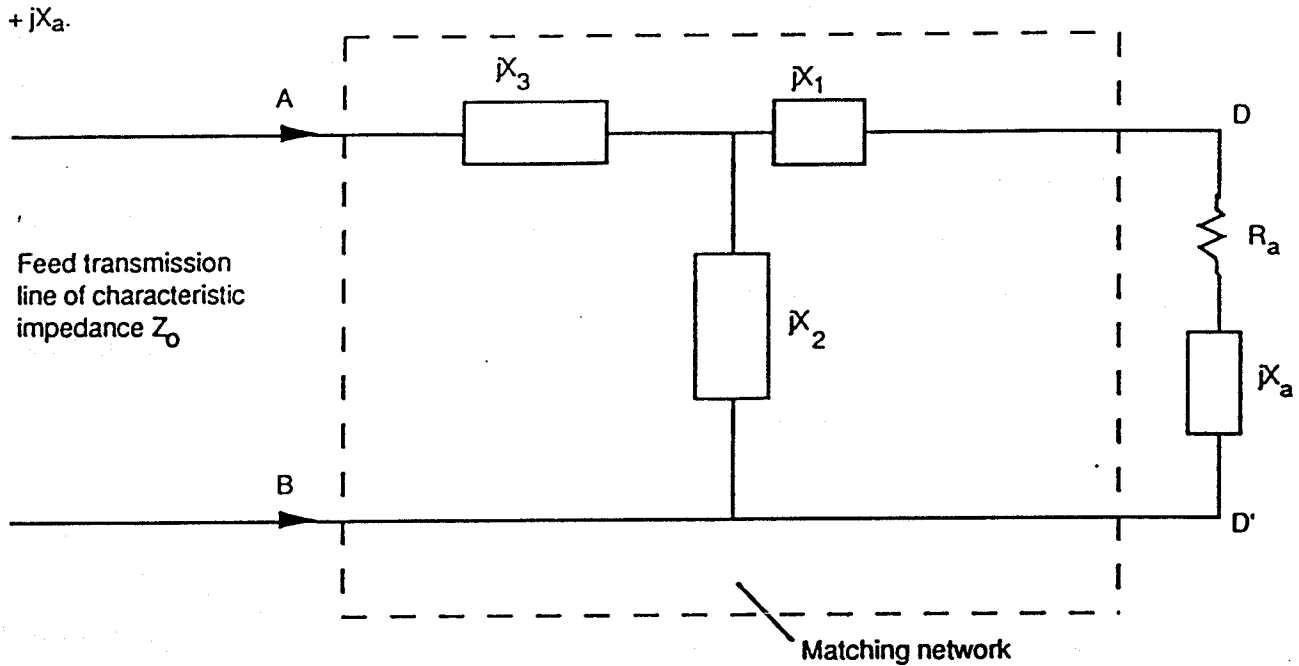 + jXa.
jX3
jX1
A
D
Ra
Feed transmission
line of characteristic
impedance Zo
jX2
jXa
B
D'
Matching network